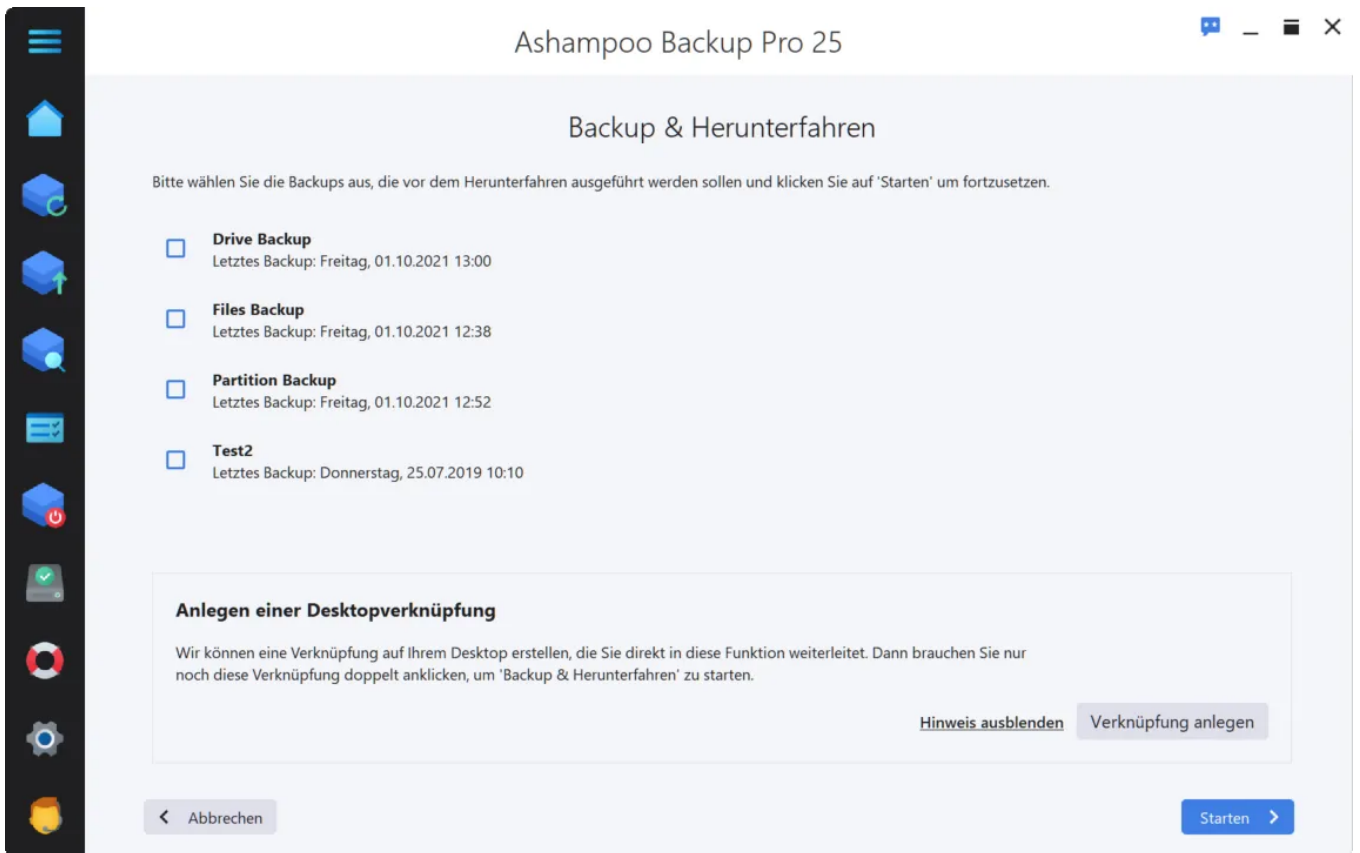 Ashampoo Backup Pro 25
Backup & Herunterfahren
Bitte wählen Sie die Backups aus, die vor dem Herunterfahren ausgeführt werden sollen und klicken Sie auf 'Starten' um fortzusetzen.
Drive Backup
Letztes Backup: Freitag, 01.10.2021 13:00
Files Backup
Letztes Backup: Freitag, 01.10.2021 12:38
Partition Backup
Letztes Backup: Freitag, 01.10.2021 12:52
Test2
Letztes Backup: Donnerstag, 25.07.2019 10:10
Anlegen einer Desktopverknüpfung
Wir können eine Verknüpfung auf Ihrem Desktop erstellen, die Sie direkt in diese Funktion weiterleitet. Dann brauchen Sie nur
noch diese Verknüpfung doppelt anklicken, um 'Backup & Herunterfahren' zu starten.
Hinweis ausblenden Verknüpfung anlegen
Abbrechen Starten